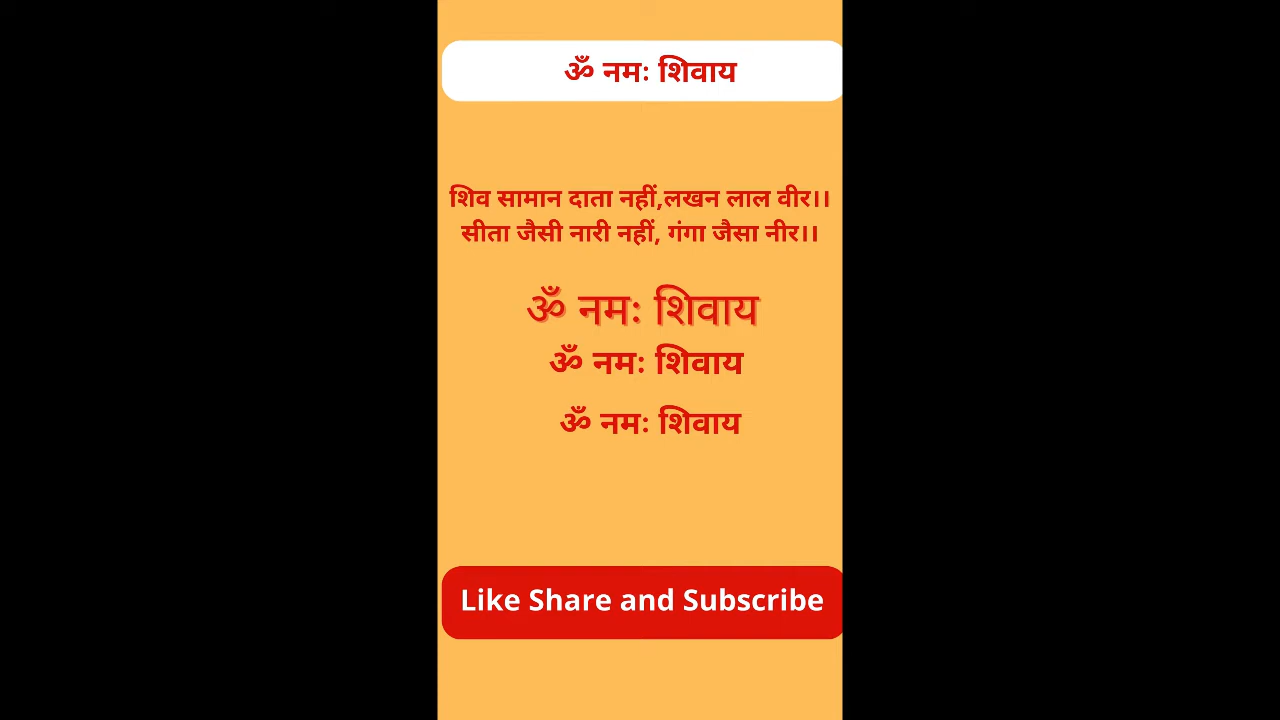 ॐ नमः शिवाय
शिव सामान दाता नहीं,लखन लाल वीर।।
सीता जैसी नारी नहीं, गंगा जैसा नीर।।
ॐ नमः शिवाय
ॐ नमः शिवाय
ॐ नमः शिवाय
Like Share and Subscribe